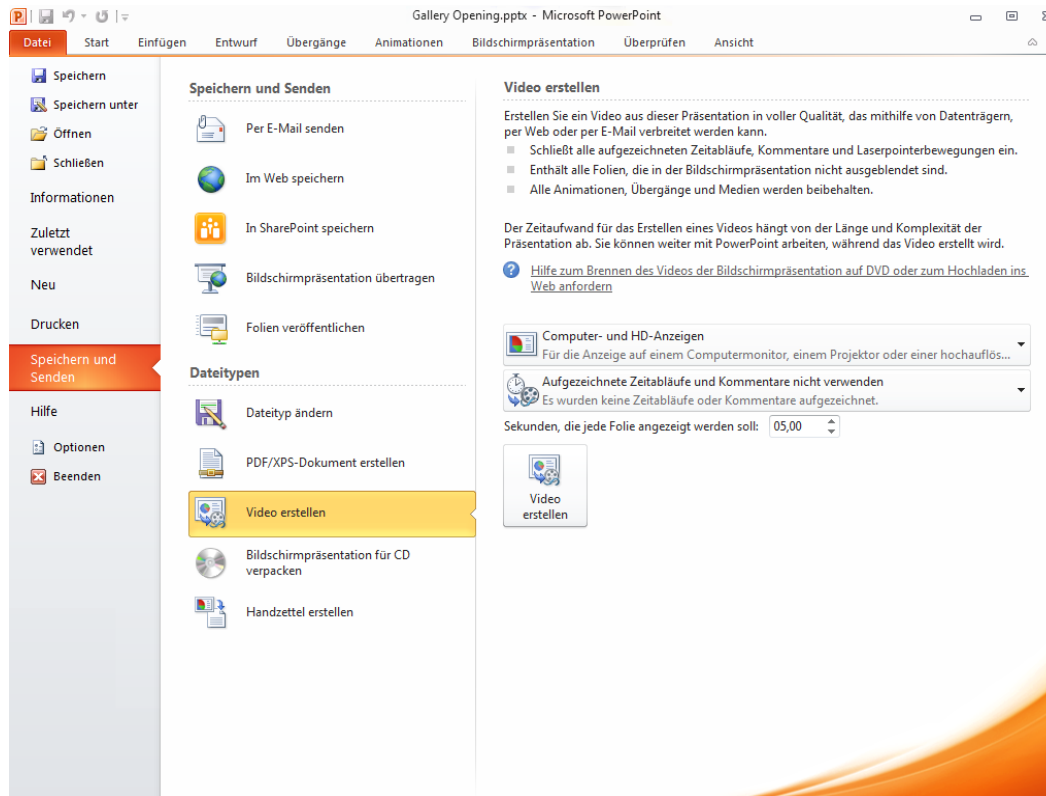 Gallery Opening.pptx - Microsoft PowerPoint
Datei Start Einfügen Entwurf Übergänge Animationen Bildschirmpräsentation Überprüfen Ansicht
Speichern
Speichern unter
Öffnen
Schließen
Informationen
Zuletzt
verwendet
Neu
Drucken
Speichern und
Senden
Hilfe
Optionen
Beenden
Speichern und Senden
Per E-Mail senden
Im Web speichern
In SharePoint speichern
Bildschirmpräsentation übertragen
Folien veröffentlichen
Dateitypen
Dateityp ändern
PDF/XPS-Dokument erstellen
Video erstellen
Bildschirmpräsentation für CD
verpacken
Handzettel erstellen
Video erstellen
Erstellen Sie ein Video aus dieser Präsentation in voller Qualität, das mithilfe von Datenträgern,
per Web oder per E-Mail verbreitet werden kann.
Schließt alle aufgezeichneten Zeitabläufe, Kommentare und Laserpointerbewegungen ein.
Enthält alle Folien, die in der Bildschirmpräsentation nicht ausgeblendet sind.
Alle Animationen, Übergänge und Medien werden beibehalten.
Der Zeitaufwand für das Erstellen eines Videos hängt von der Länge und Komplexität der
Präsentation ab. Sie können weiter mit PowerPoint arbeiten, während das Video erstellt wird.
Hilfe zum Brennen des Videos der Bildschirmpräsentation auf DVD oder zum Hochladen ins
Web anfordern
Computer- und HD-Anzeigen
Für die Anzeige auf einem Computermonitor, einem Projektor oder einer hochauflös...
Aufgezeichnete Zeitabläufe und Kommentare nicht verwenden
Es wurden keine Zeitabläufe oder Kommentare aufgezeichnet.
Sekunden, die jede Folie angezeigt werden soll: 05,00
Video
erstellen